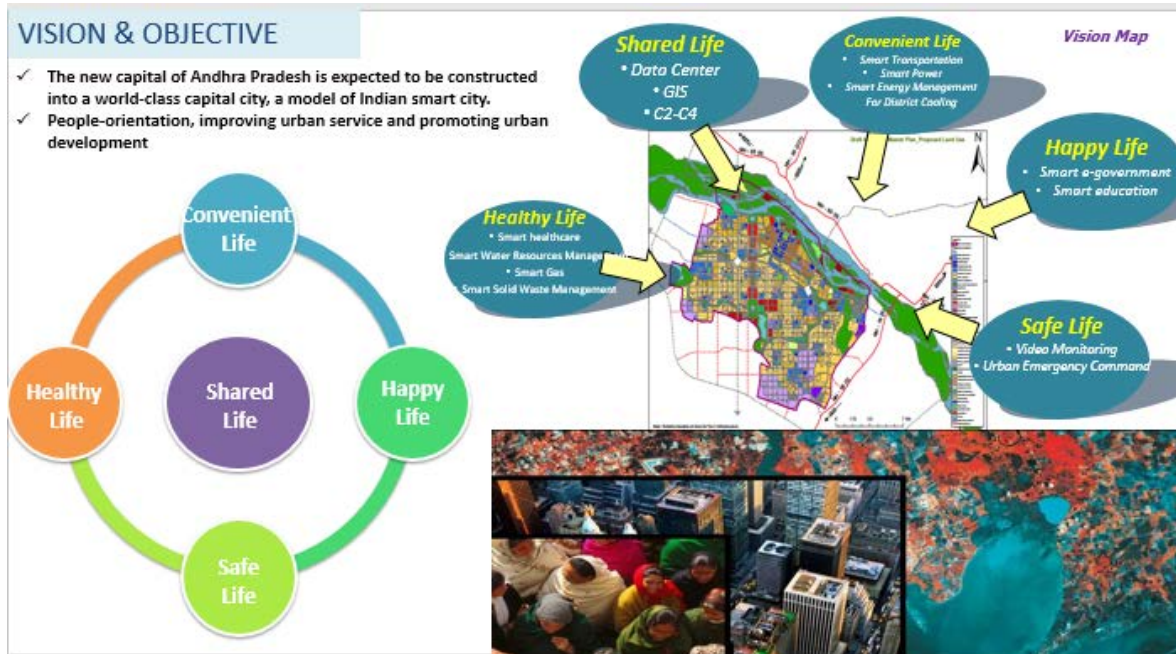 VISION & OBJECTIVE
✓ The new capital of Andhra Pradesh is expected to be constructed
into a world-class capital city, a model of Indian smart city.
✓ People-orientation, improving urban service and promoting urban
development
Convenient
Life
Healthy
Life
Shared
Life
Happy
Life
Safe
Life
Vision Map
Shared Life
• Data Center
• GIS
• C2-C4
Convenient Life
• Smart Transportation
• Smart Power
• Smart Energy Management
For District Cooling
Happy Life
• Smart e-government
• Smart education
Healthy Life
• Smart healthcare
Smart Water Resources Management
• Smart Gas
Smart Solid Waste Management
Safe Life
• Video Monitoring
• Urban Emergency Command
N